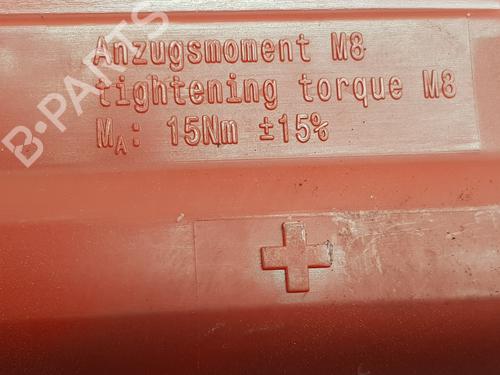 Anzugsmoment M8
tightening torque M8
MA: 15Nm ±15%
B-PARTS